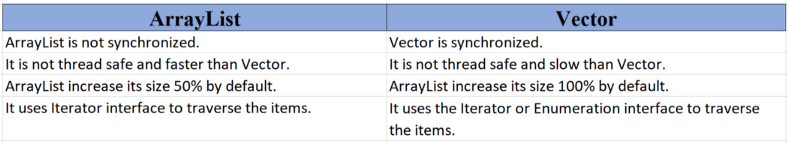 ArrayList Vector
ArrayList is not synchronized. Vector is synchronized.
It is not thread safe and faster than Vector. It is not thread safe and slow than Vector.
ArrayList increase its size 50% by default. ArrayList increase its size 100% by default.
It uses Iterator interface to traverse the items. It uses the Iterator or Enumeration interface to traverse
the items.